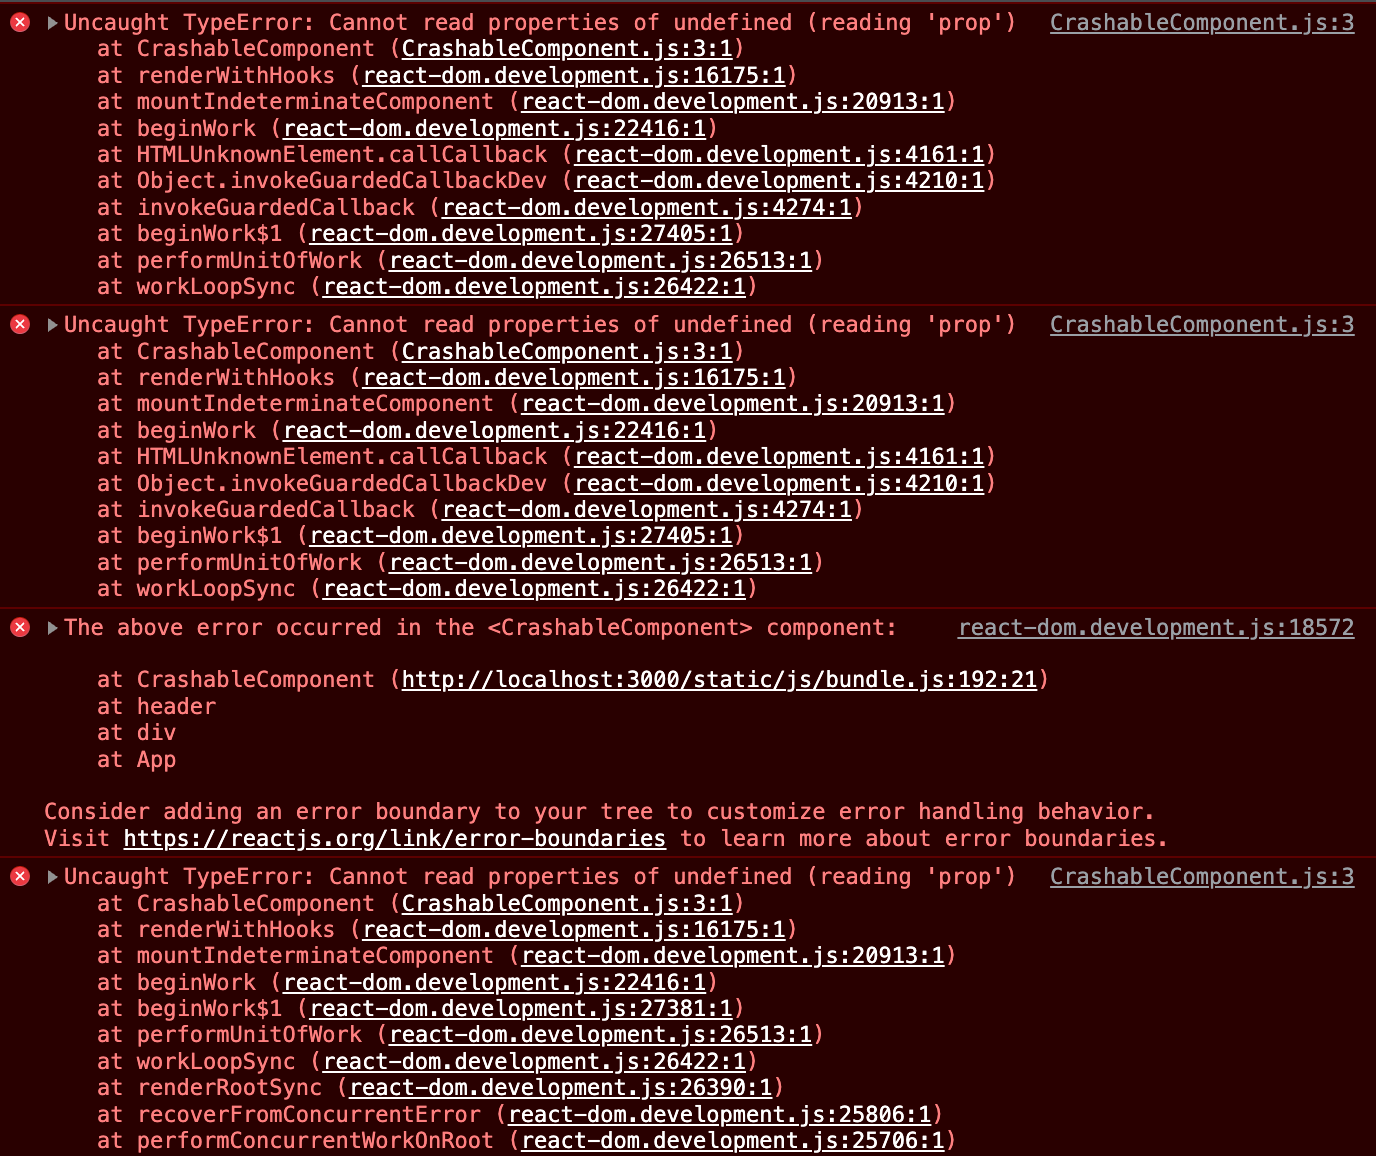 Uncaught TypeError: Cannot read properties of undefined (reading 'prop') CrashableComponent.js:3
at CrashableComponent (CrashableComponent.js:3:1)
at renderWithHooks (react-dom.development.js:16175:1)
at mountIndeterminateComponent (react-dom.development.js:20913:1)
at beginWork (react-dom.development.js:22416:1)
at HTMLUnknownElement.callCallback (react-dom.development.js:4161:1)
at Object.invokeGuardedCallbackDev (react-dom.development.js:4210:1)
at invokeGuardedCallback (react-dom.development.js:4274:1)
at beginWork$1 (react-dom.development.js:27405:1)
at performUnitOfWork (react-dom.development.js:26513:1)
at workLoopSync (react-dom.development.js:26422:1)
Uncaught TypeError: Cannot read properties of undefined (reading 'prop') CrashableComponent.js:3
at CrashableComponent (CrashableComponent.js:3:1)
at renderWithHooks (react-dom.development.js:16175:1)
at mountIndeterminateComponent (react-dom.development.js:20913:1)
at beginWork (react-dom.development.js:22416:1)
at HTMLUnknownElement.callCallback (react-dom.development.js:4161:1)
at Object.invokeGuardedCallbackDev (react-dom.development.js:4210:1)
at invokeGuardedCallback (react-dom.development.js:4274:1)
at beginWork$1 (react-dom.development.js:27405:1)
at performUnitOfWork (react-dom.development.js:26513:1)
at workLoopSync (react-dom.development.js:26422:1)
The above error occurred in the <CrashableComponent> component: react-dom.development.js:18572
at CrashableComponent (http://localhost:3000/static/js/bundle.js:192:21)
at header
at div
at App
Consider adding an error boundary to your tree to customize error handling behavior.
Visit https://reactjs.org/link/error-boundaries to learn more about error boundaries.
Uncaught TypeError: Cannot read properties of undefined (reading 'prop') CrashableComponent.js:3
at CrashableComponent (CrashableComponent.js:3:1)
at renderWithHooks (react-dom.development.js:16175:1)
at mountIndeterminateComponent (react-dom.development.js:20913:1)
at beginWork (react-dom.development.js:22416:1)
at beginWork$1 (react-dom.development.js:27381:1)
at performUnitOfWork (react-dom.development.js:26513:1)
at workLoopSync (react-dom.development.js:26422:1)
at renderRootSync (react-dom.development.js:26390:1)
at recoverFromConcurrentError (react-dom.development.js:25806:1)
at performConcurrentWorkOnRoot (react-dom.development.js:25706:1)